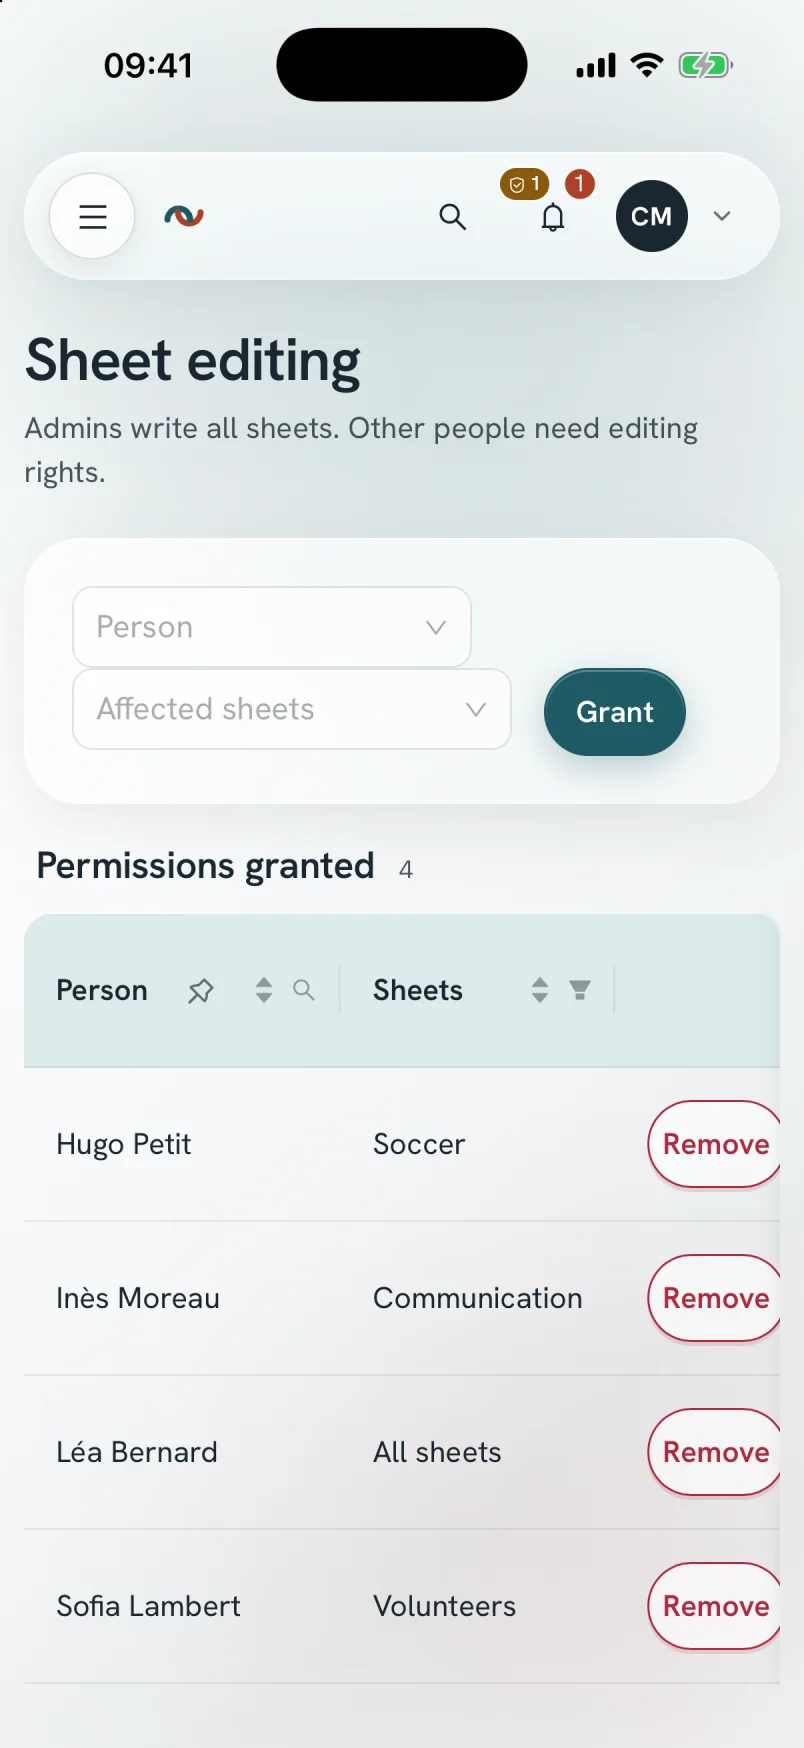 09:41
1
1
CM
Sheet editing
Admins write all sheets. Other people need editing
rights.
Person
Affected sheets
Grant
Permissions granted 4
Person Sheets
Hugo Petit Soccer Remove
Inès Moreau Communication Remove
Léa Bernard All sheets Remove
Sofia Lambert Volunteers Remove